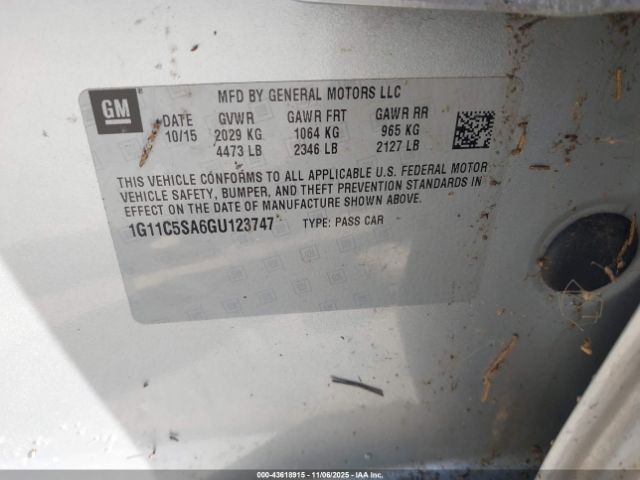 GM
®
MFD BY GENERAL MOTORS LLC
DATE GVWR GAWR FRT GAWR RR
10/15 2029 KG 1064 KG 965 KG
4473 LB 2346 LB 2127 LB
THIS VEHICLE CONFORMS TO ALL APPLICABLE U.S. FEDERAL MOTOR
VEHICLE SAFETY, BUMPER, AND THEFT PREVENTION STANDARDS IN
EFFECT ON THE DATE OF MANUFACTURE SHOWN ABOVE.
1G11C5SA6GU123747 TYPE: PASS CAR
000-43618915 - 11/06/2025 - IAAI.com